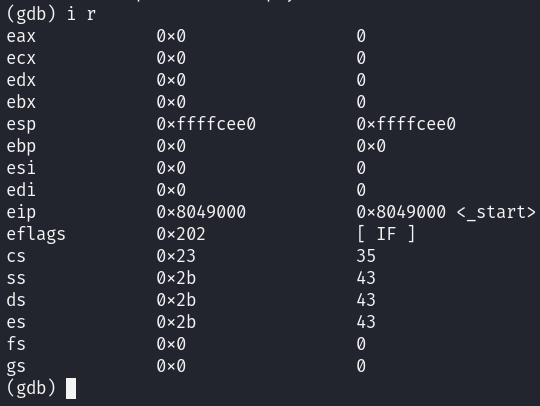 (gdb) i r
eax 0x0 0
ecx 0x0 0
edx 0x0 0
ebx 0x0 0
esp 0xffffcee0 0xffffcee0
ebp 0x0 0x0
esi 0x0 0
edi 0x0 0
eip 0x8049000 0x8049000 <_start>
eflags 0x202 [ IF ]
cs 0x23 35
ss 0x2b 43
ds 0x2b 43
es 0x2b 43
fs 0x0 0
gs 0x0 0
(gdb)